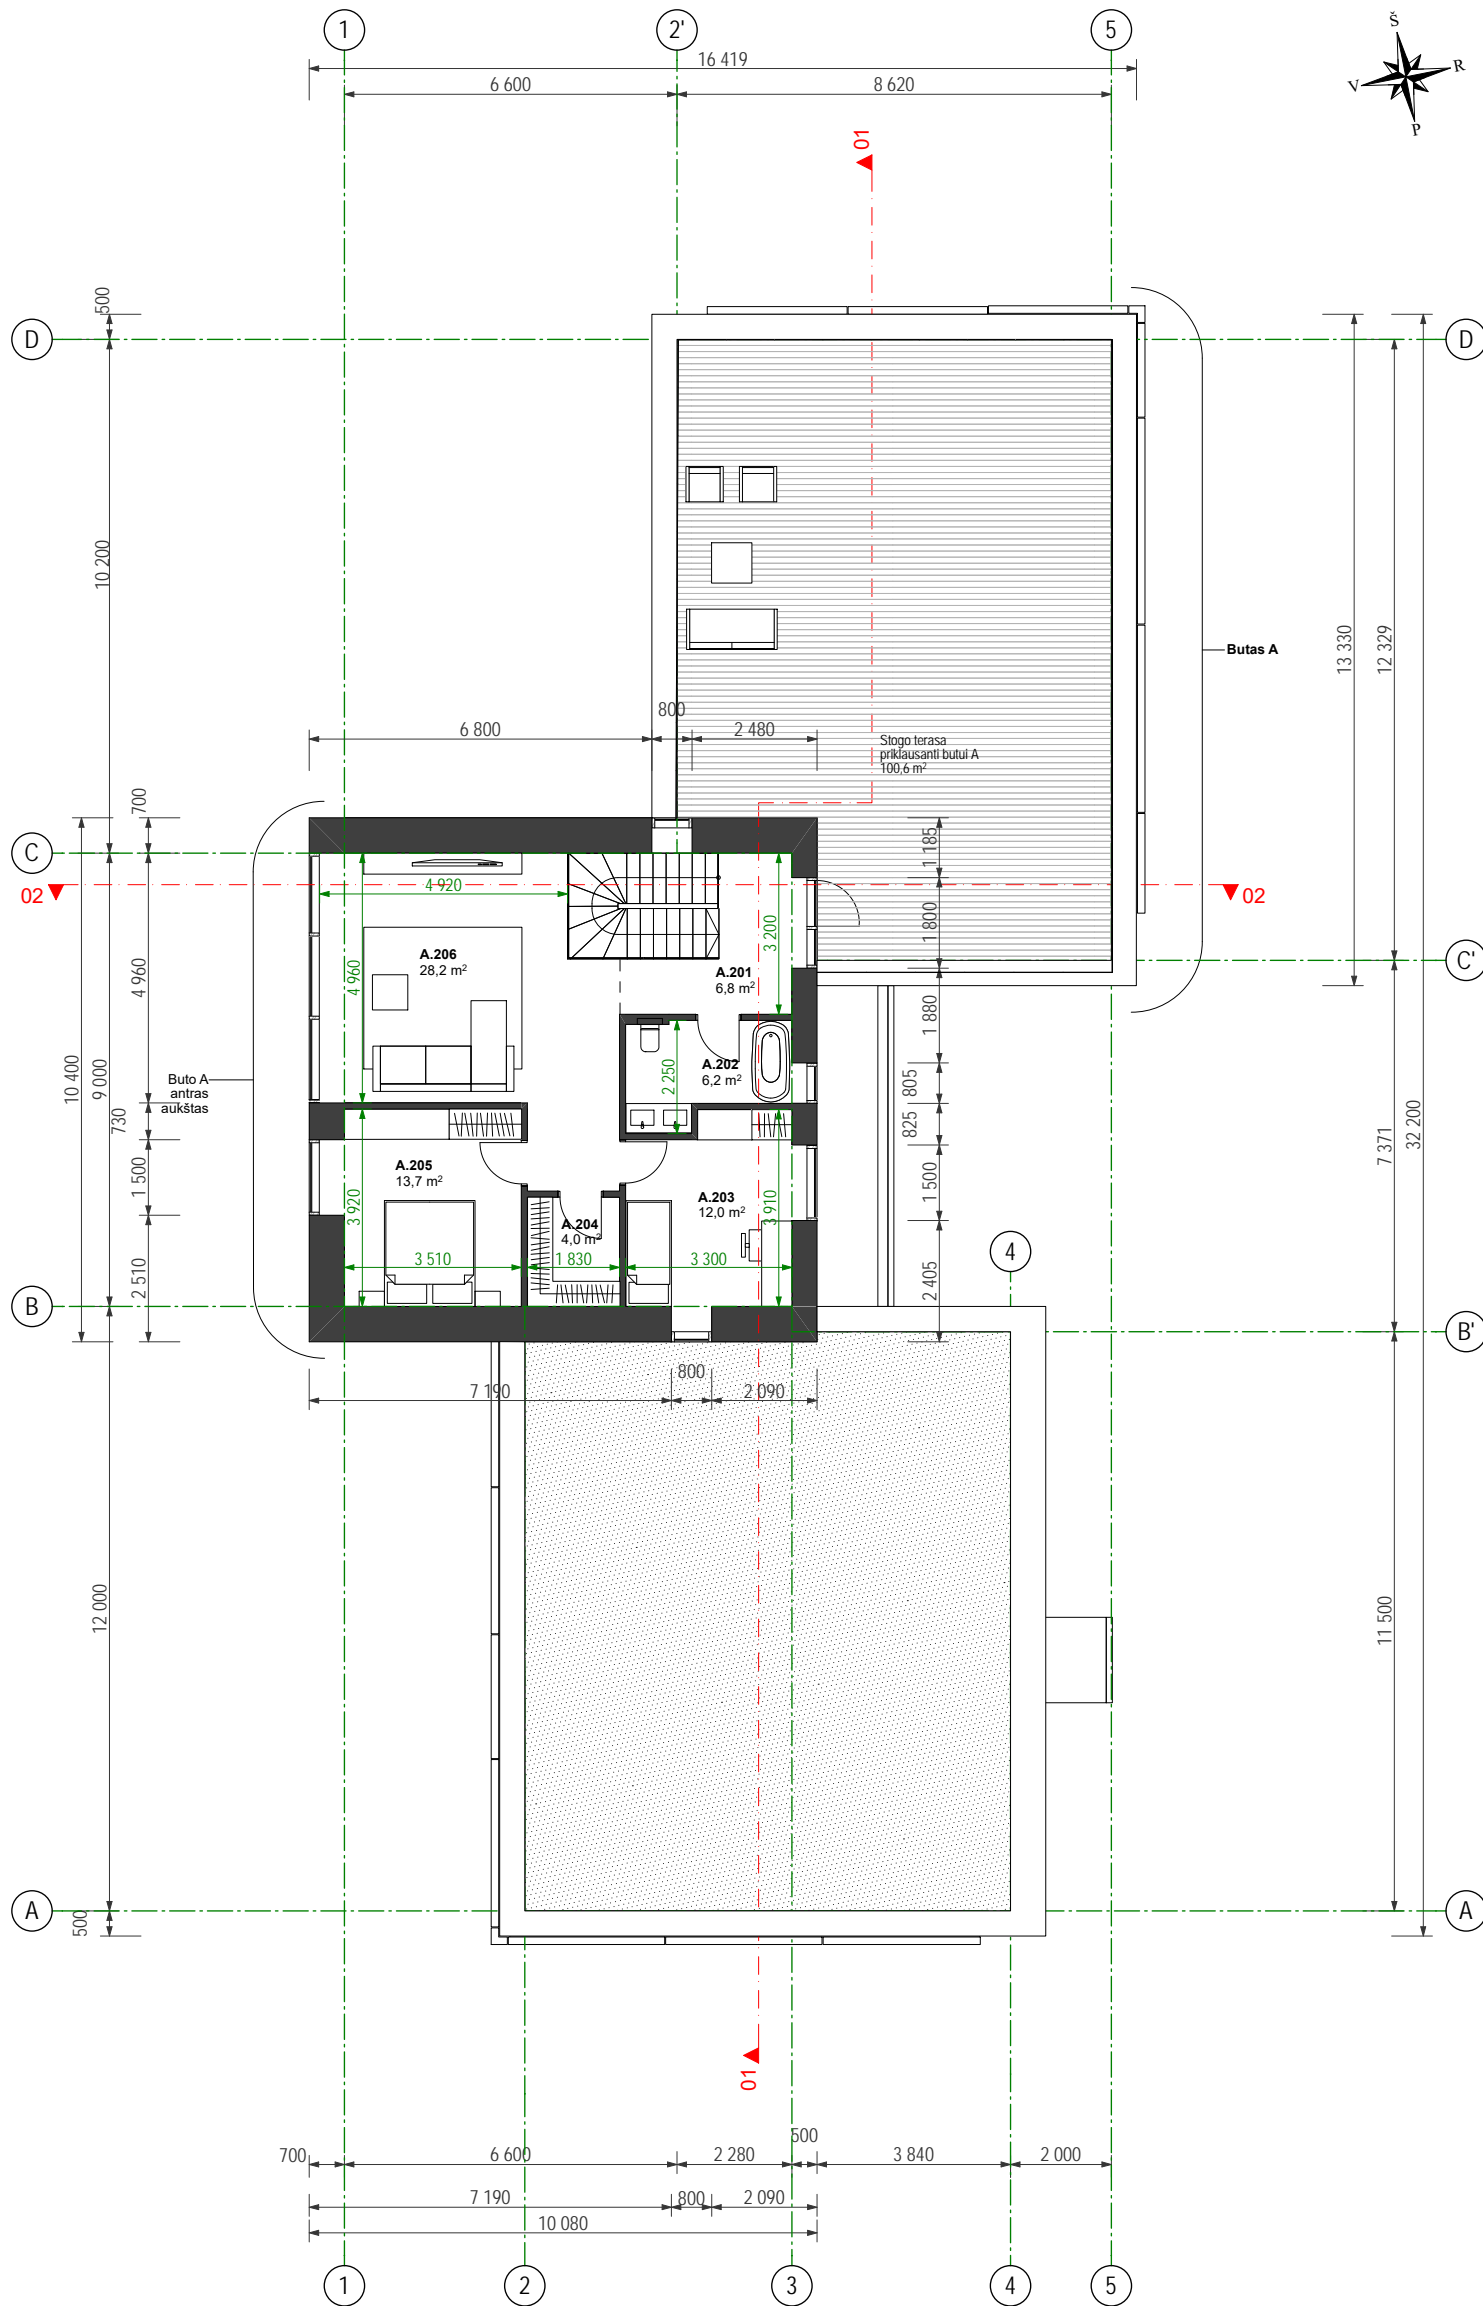 1
2'
5
Š
R
V
P
16 419
6 600
8 620
01
500
D
D
10 200
13 330
12 329
Butas A
6 800
800
2 480
Stogo terasa
priklausanti butui A
100,6 m²
700
C
02
4 920
1 185
02
A.206
28,2 m²
3 200
1 800
4 960
4 960
A.201
6,8 m²
C'
1 880
10 400
9 000
Buto A
antras
aukštas
730
2 250
A.202
6,2 m²
805
825
32 200
7 371
1 500
A.205
13,7 m²
3 920
A.204
4,0 m²
A.203
12,0 m²
3 910
1 500
4
3 510
1 830
3 300
2 510
2 405
B
B'
7 190
800
2 090
12 000
11 500
A
500
A
01
700
6 600
2 280
500
3 840
2 000
7 190
800
2 090
10 080
1
2
3
4
5